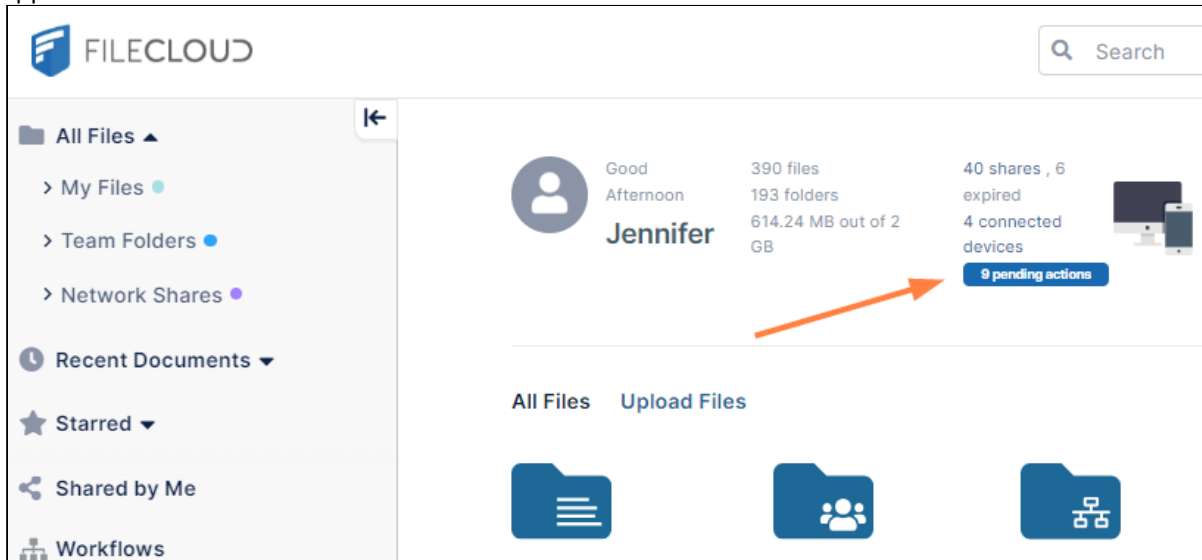 FILECLOUD
Search
All Files
My Files
Team Folders
Network Shares
Recent Documents
Starred
Shared by Me
Workflows
Good
Afternoon
Jennifer
390 files
193 folders
614.24 MB out of 2
GB
40 shares , 6
expired
4 connected
devices
9 pending actions
All Files
Upload Files